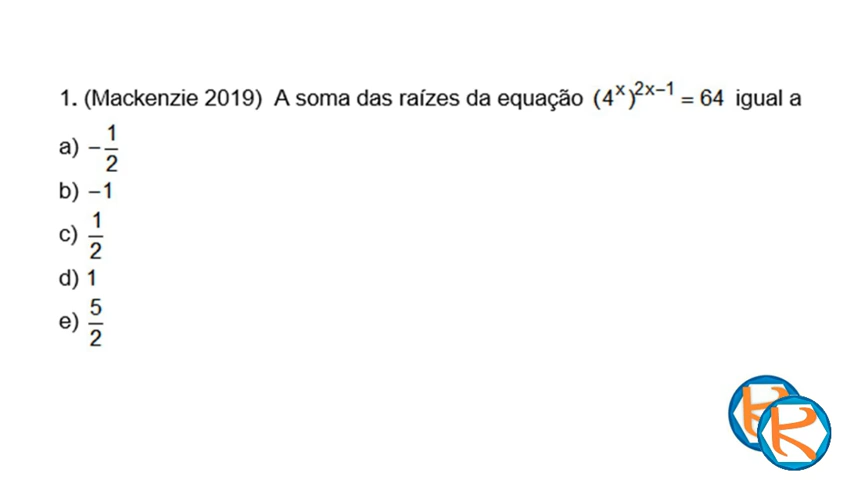 1. (Mackenzie 2019) A soma das raízes da equação (4ˣ)²ˣ⁻¹ = 64 igual a
a) −1/2
b) −1
c) 1/2
d) 1
e) 5/2